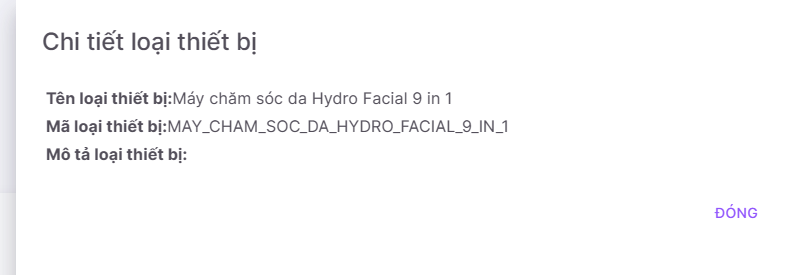 Chi tiết loại thiết bị
Tên loại thiết bị:Máy chăm sóc da Hydro Facial 9 in 1
Mã loại thiết bị:MAY_CHAM_SOC_DA_HYDRO_FACIAL_9_IN_1
Mô tả loại thiết bị:
ĐÓNG